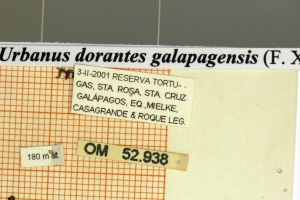 Urbanus dorantes galapagensis (F. X
3-II-2001 RESERVA TORTU-
GAS, STA. ROSA, STA. CRUZ
GALÁPAGOS, EQ., MIELKE,
CASAGRANDE & ROQUE LEG.
180 m
OM 52.938